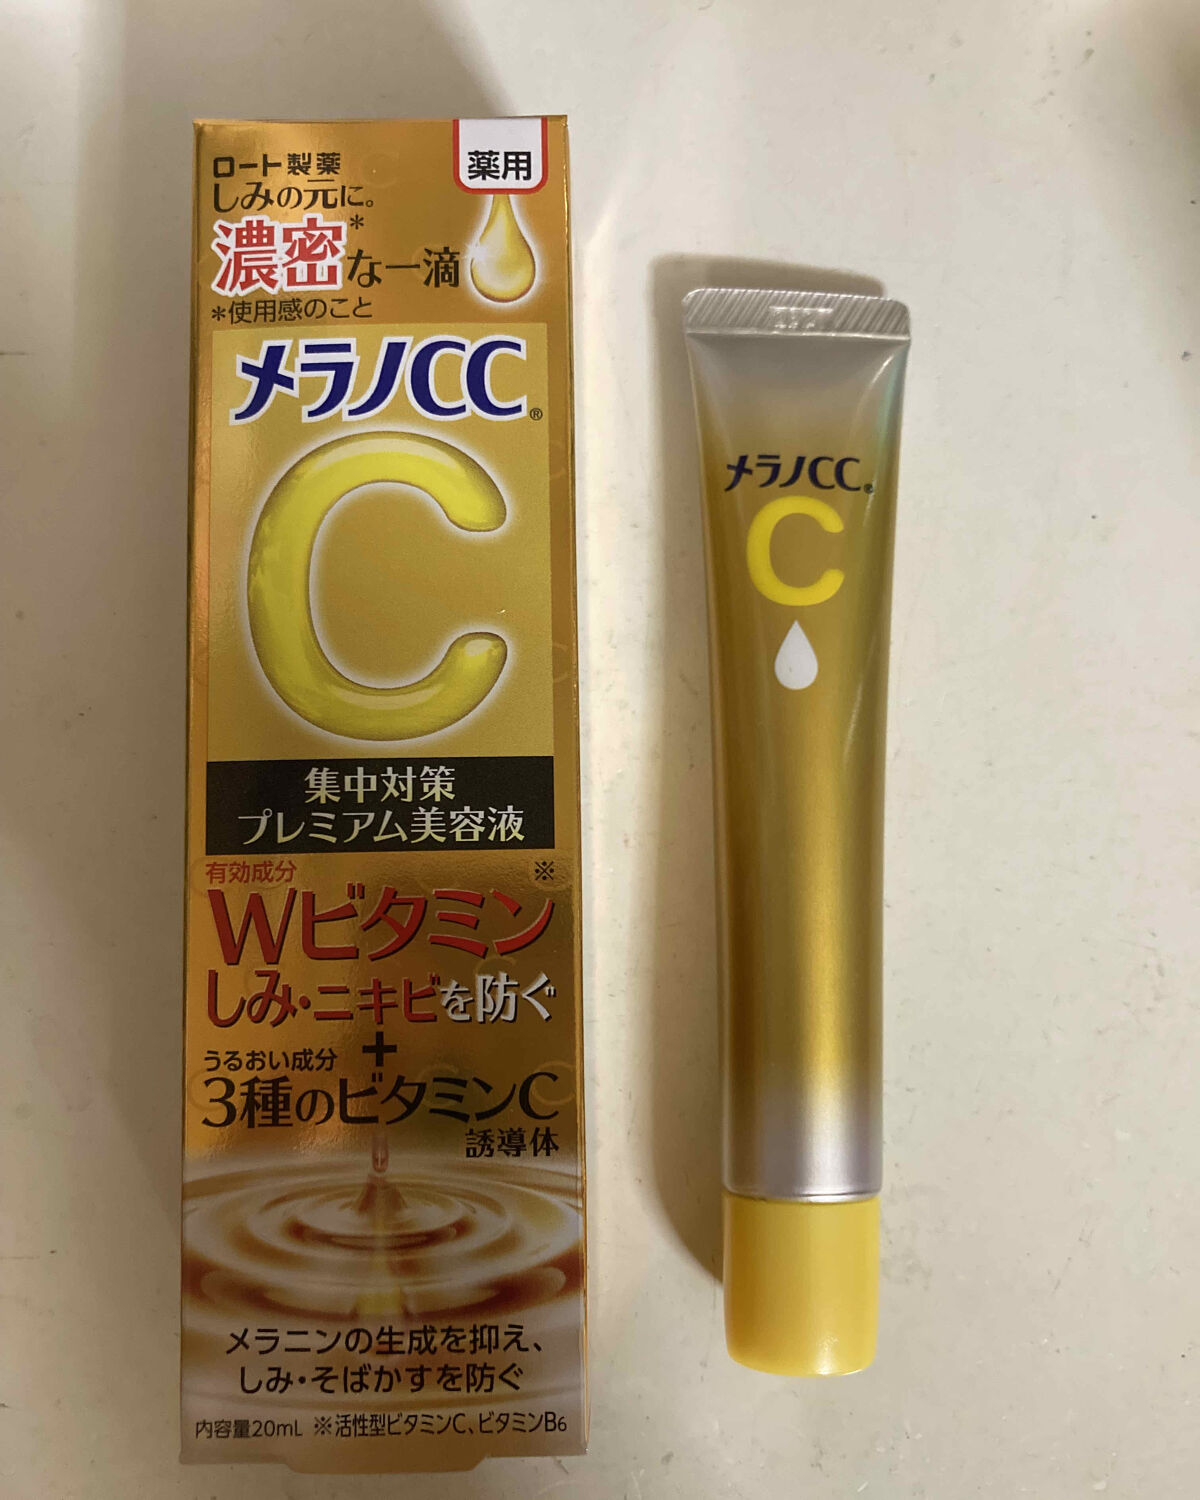 ロート製薬
薬用
しみの元に。
濃密*な一滴
*使用感のこと
メラノCC®
C
集中対策
プレミアム美容液
有効成分
Wビタミン※
しみ・ニキビを防ぐ
+
うるおい成分
3種のビタミンC
誘導体
メラニンの生成を抑え、
しみ・そばかすを防ぐ
内容量20mL ※活性型ビタミンC、ビタミンB6
メラノCC®
C